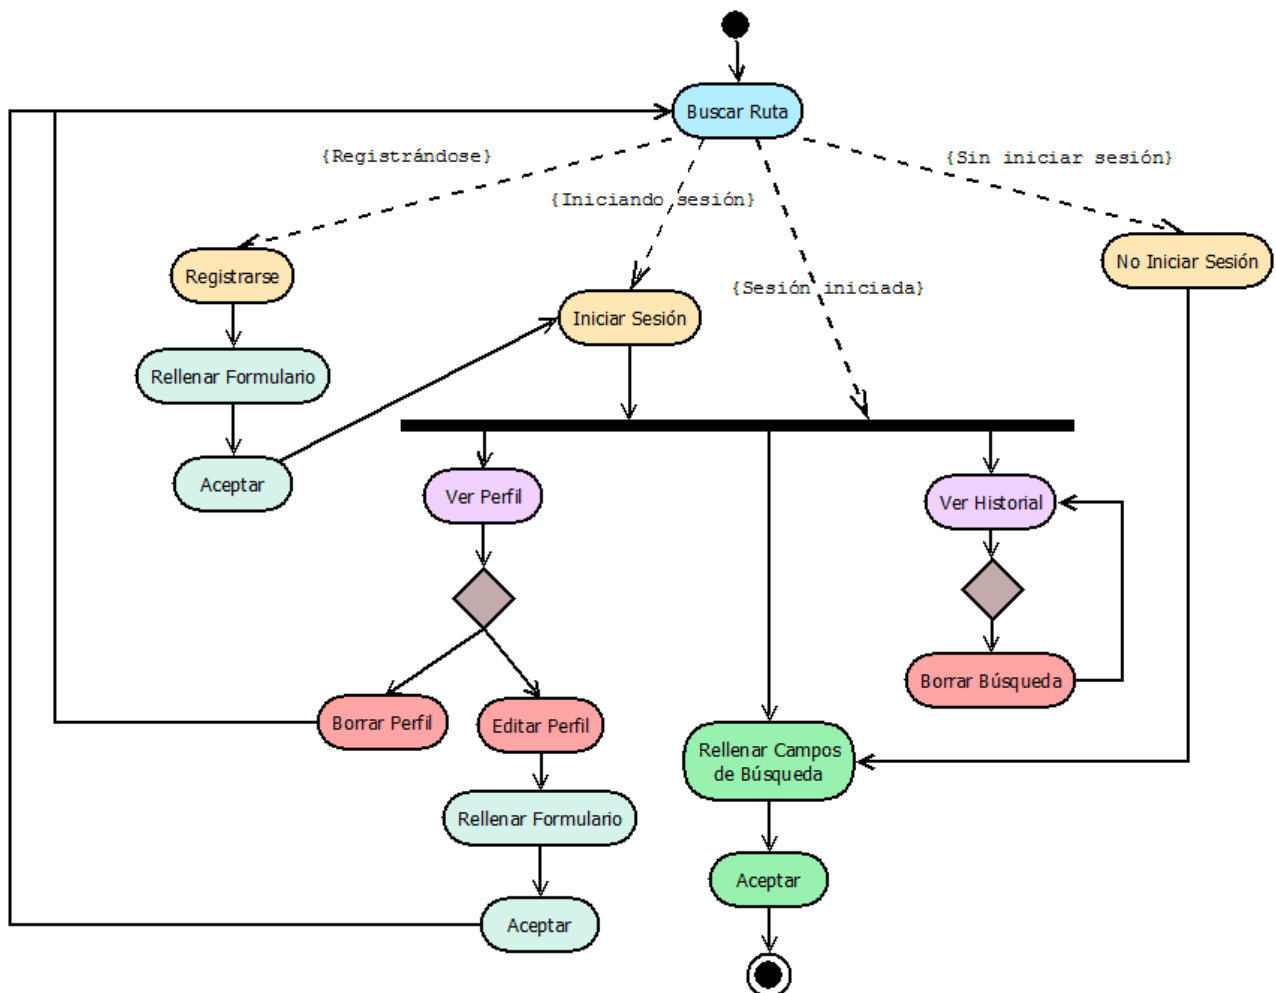 Buscar Ruta
{Registrándose}
{Sin iniciar sesión}
{Iniciando sesión}
No Iniciar Sesión
Registrarse
{Sesión iniciada}
Iniciar Sesión
Rellenar Formulario
Aceptar
Ver Perfil
Ver Historial
Borrar Búsqueda
Borrar Perfil
Editar Perfil
Rellenar Campos
de Búsqueda
Rellenar Formulario
Aceptar
Aceptar